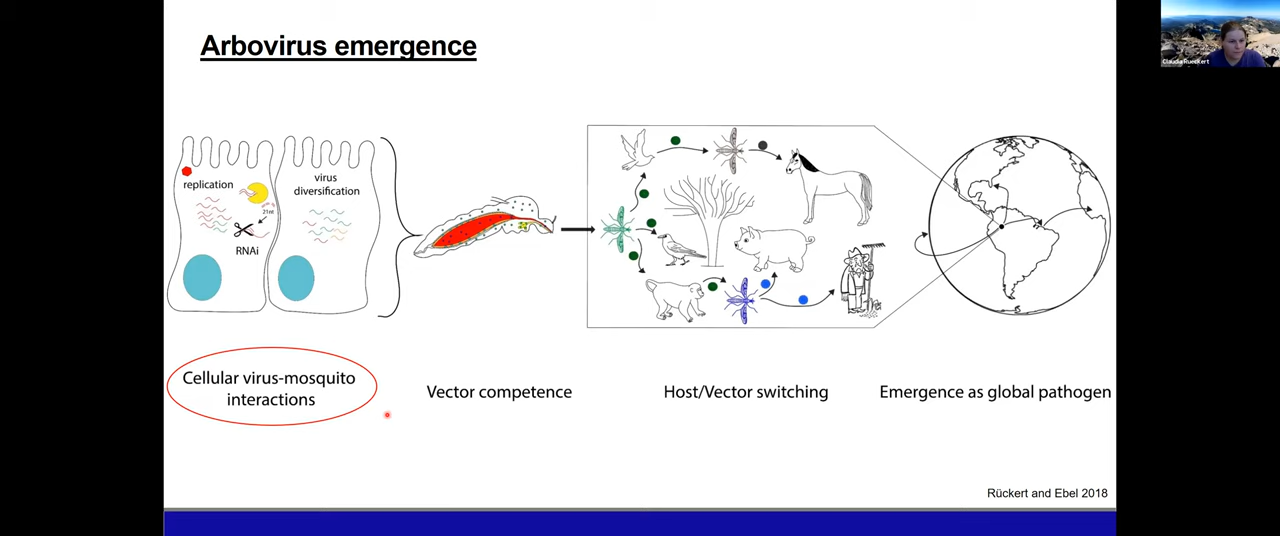 Arbovirus emergence
Claudia Rueckert
replication
virus
diversification
21nt
RNAi
Cellular virus-mosquito
interactions
Vector competence
Host/Vector switching
Emergence as global pathogen
Rückert and Ebel 2018